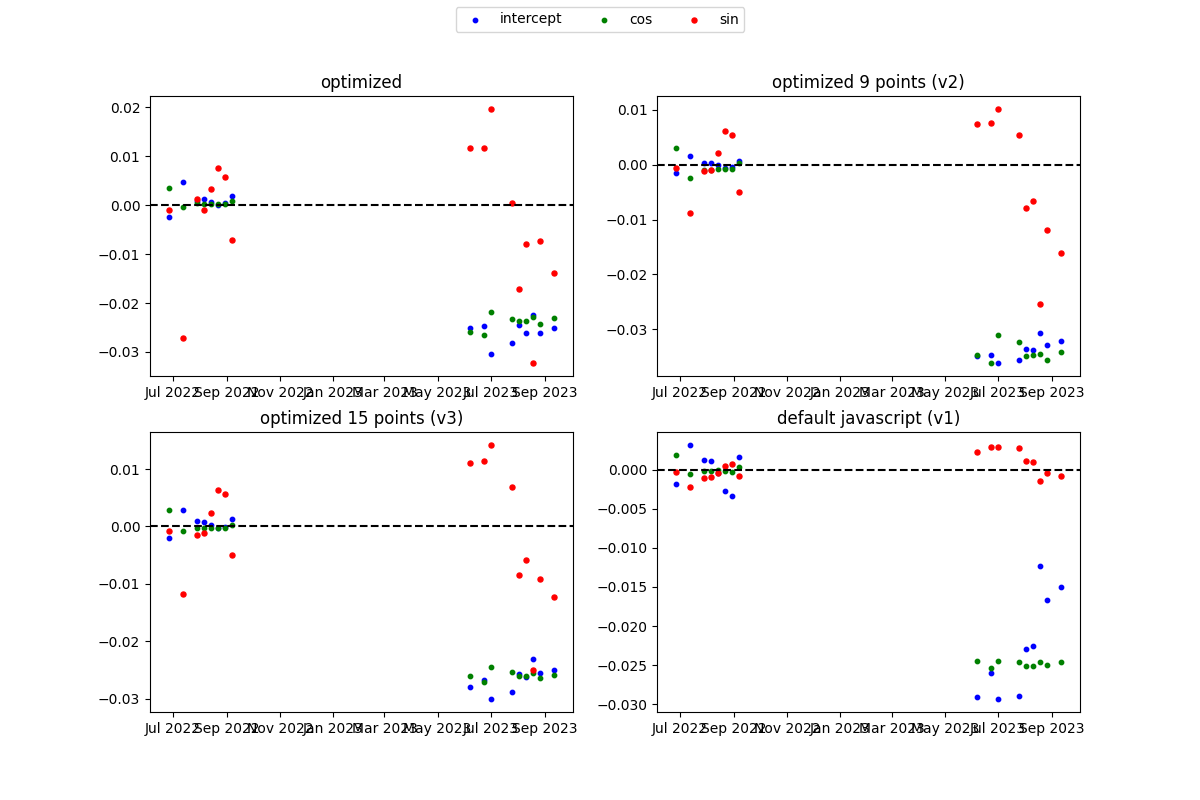 intercept cos sin
optimized
0.02
0.01
0.00
−0.01
−0.02
−0.03
Jul 2022 Sep 2022 Nov 2022 Jan 2023 Mar 2023 May 2023 Jul 2023 Sep 2023
optimized 9 points (v2)
0.01
0.00
−0.01
−0.02
−0.03
Jul 2022 Sep 2022 Nov 2022 Jan 2023 Mar 2023 May 2023 Jul 2023 Sep 2023
optimized 15 points (v3)
0.01
0.00
−0.01
−0.02
−0.03
Jul 2022 Sep 2022 Nov 2022 Jan 2023 Mar 2023 May 2023 Jul 2023 Sep 2023
default javascript (v1)
0.000
−0.005
−0.010
−0.015
−0.020
−0.025
−0.030
Jul 2022 Sep 2022 Nov 2022 Jan 2023 Mar 2023 May 2023 Jul 2023 Sep 2023